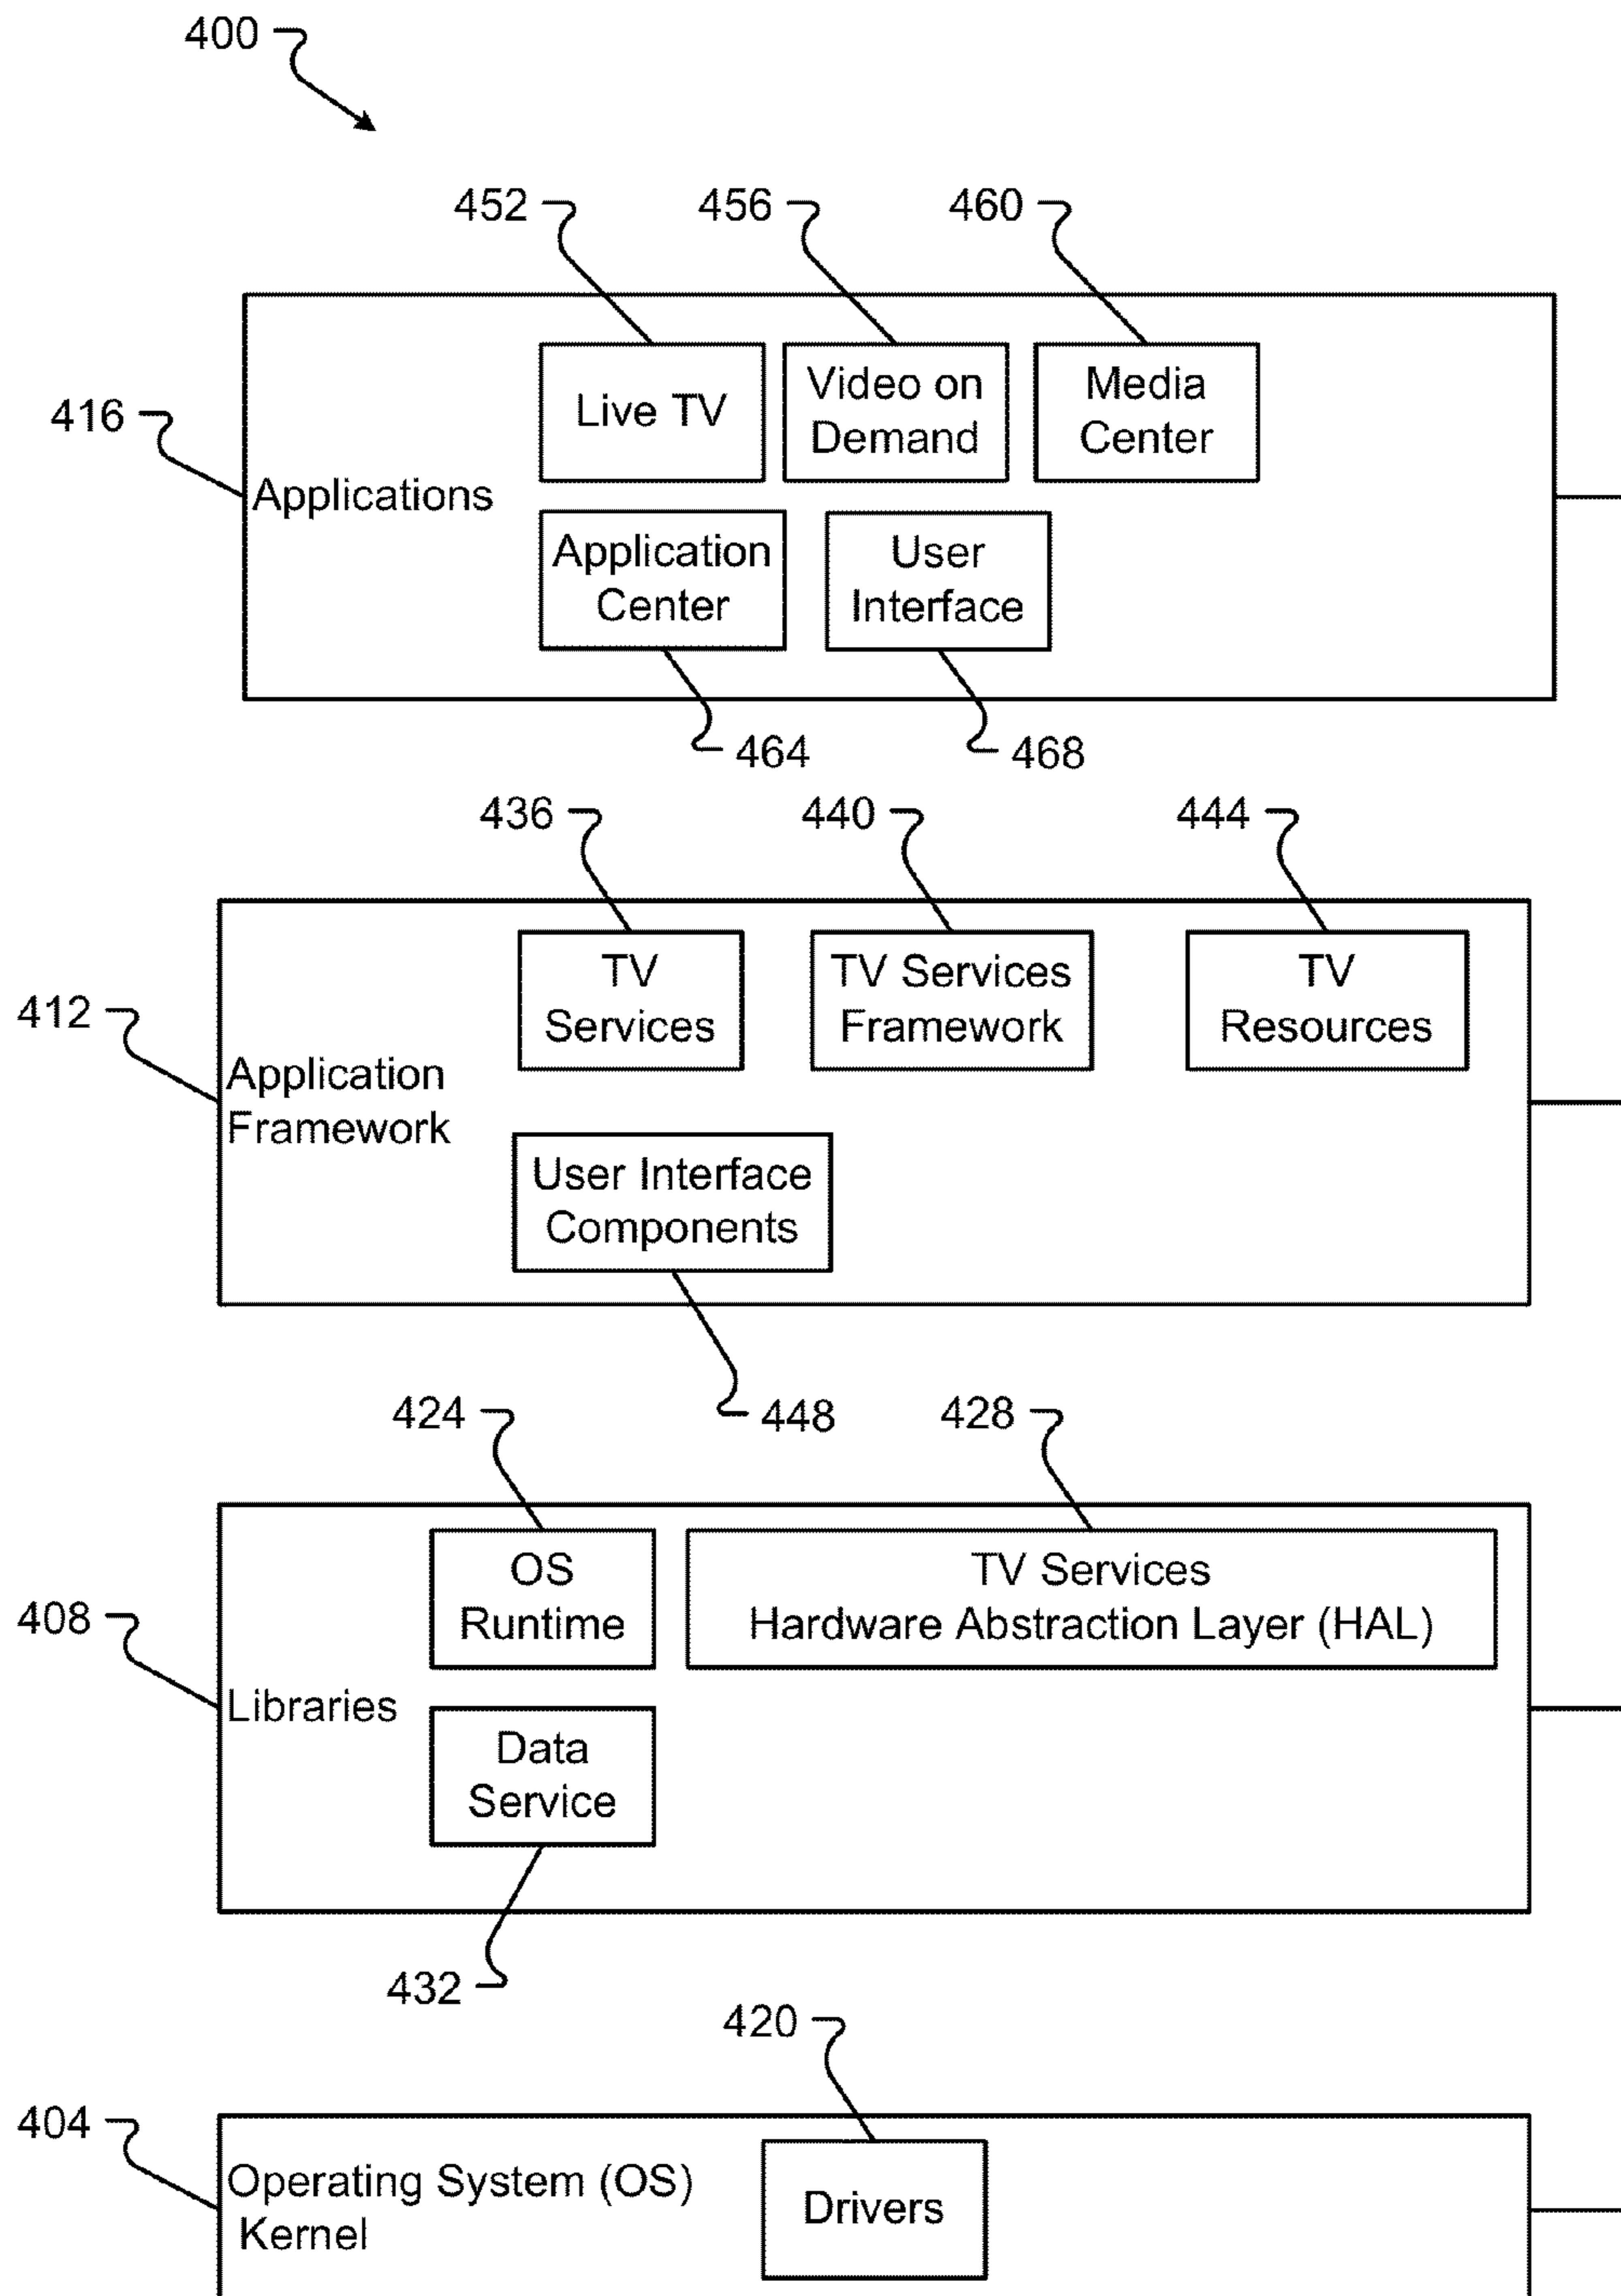 400
452
456
460
416
Applications
Live TV
Video on
Demand
Media
Center
Application
Center
User
Interface
464
468
436
440
444
412
Application
Framework
TV
Services
TV Services
Framework
TV
Resources
User Interface
Components
448
424
428
408
Libraries
OS
Runtime
TV Services
Hardware Abstraction Layer (HAL)
Data
Service
432
420
404
Operating System (OS)
Kernel
Drivers